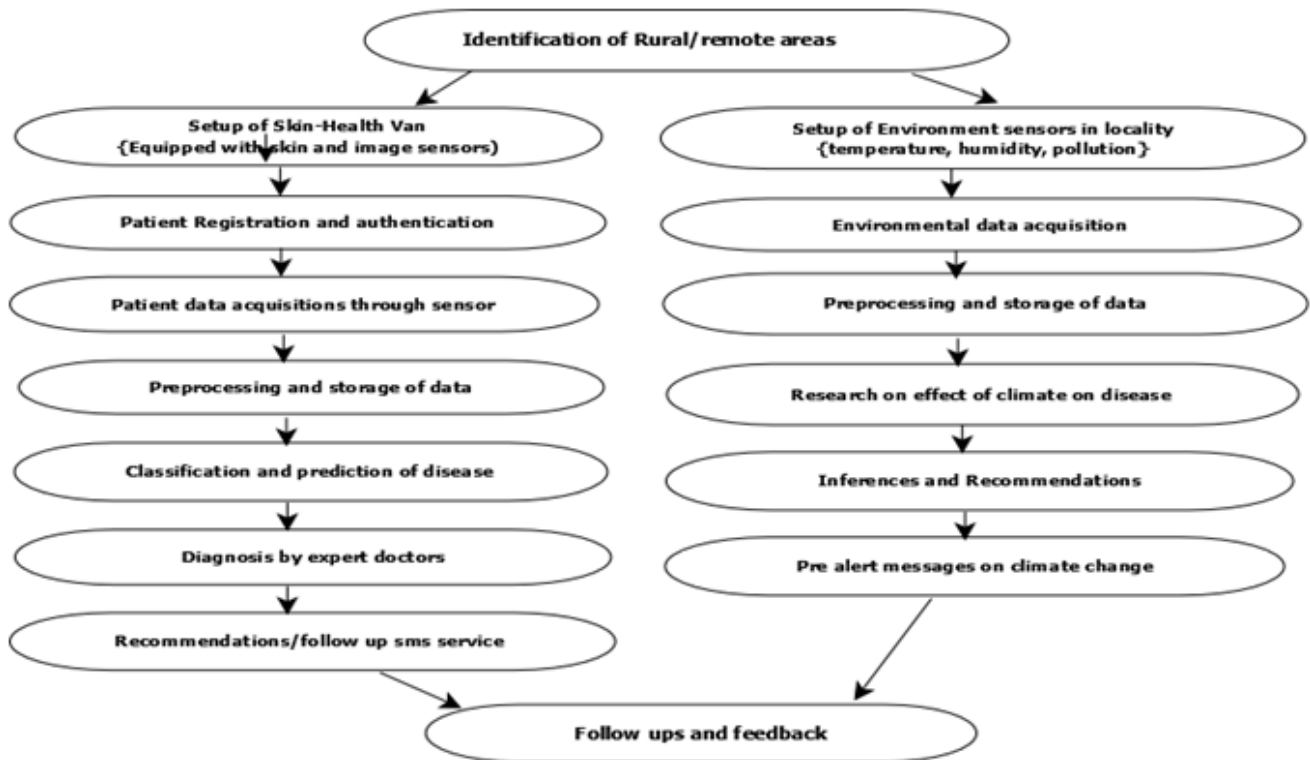 Identification of Rural/remote areas
Setup of Skin-Health Van
{Equipped with skin and image sensors)
Patient Registration and authentication
Patient data acquisitions through sensor
Preprocessing and storage of data
Classification and prediction of disease
Diagnosis by expert doctors
Recommendations/follow up sms service
Setup of Environment sensors in locality
{temperature, humidity, pollution}
Environmental data acquisition
Preprocessing and storage of data
Research on effect of climate on disease
Inferences and Recommendations
Pre alert messages on climate change
Follow ups and feedback